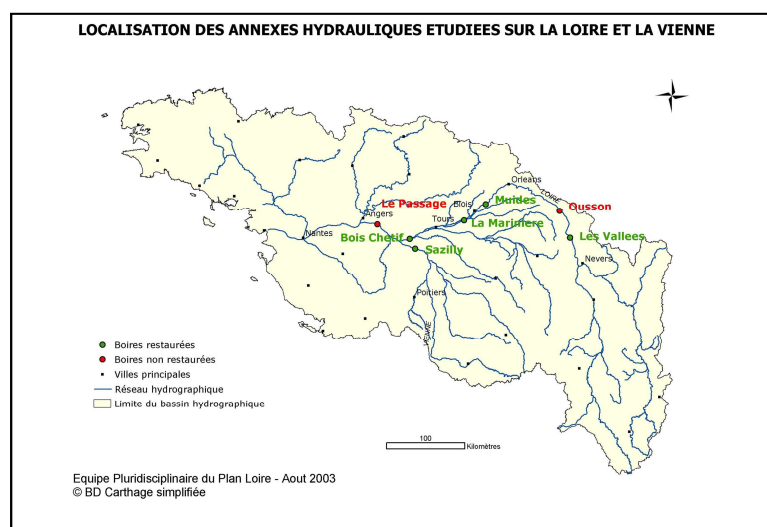 LOCALISATION DES ANNEXES HYDRAULIQUES ETUDIEES SUR LA LOIRE ET LA VIENNE
Orleans
LOIRE
Le Passage
Blois
Muides
Ousson
Angers
Tours
La Mariniere
Nantes
Bois Chetif
Les Vallees
Sazilly
Nevers
Poitiers
VIENNE
Boires restaurées
Boires non restaurées
Villes principales
Réseau hydrographique
Limite du bassin hydrographique
100
Kilomètres
Equipe Pluridisciplinaire du Plan Loire - Aout 2003
© BD Carthage simplifiée